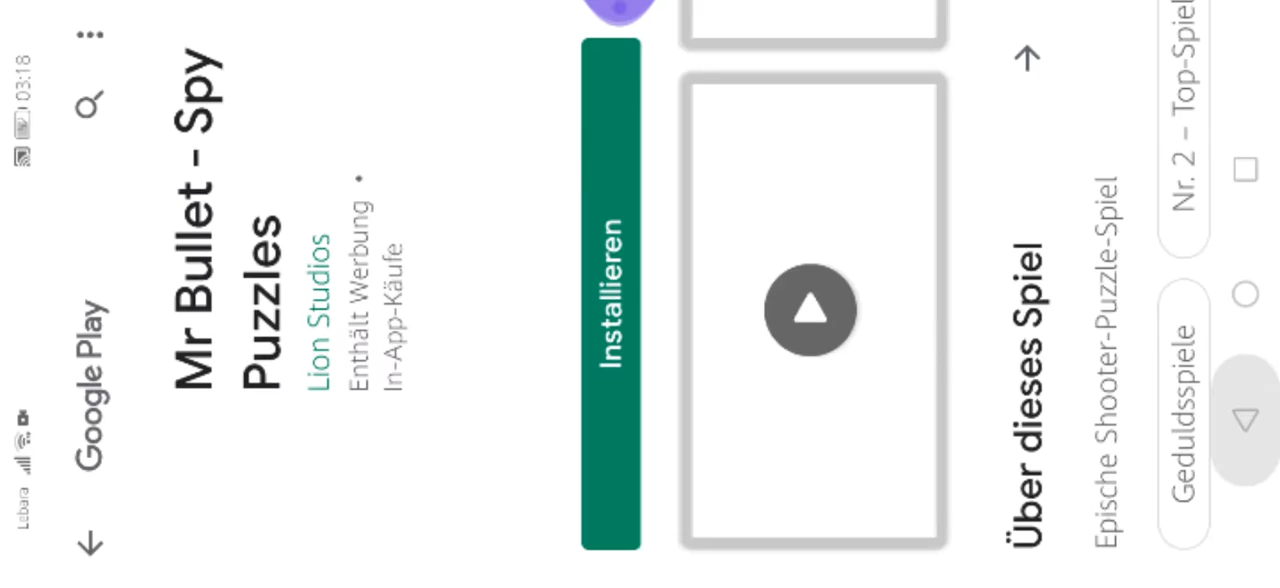 Lebara 03:18
Google Play
Mr Bullet - Spy
Puzzles
Lion Studios
Enthält Werbung •
In-App-Käufe
Installieren
Über dieses Spiel
Epische Shooter-Puzzle-Spiel
Geduldsspiele
Nr. 2 – Top-Spiel